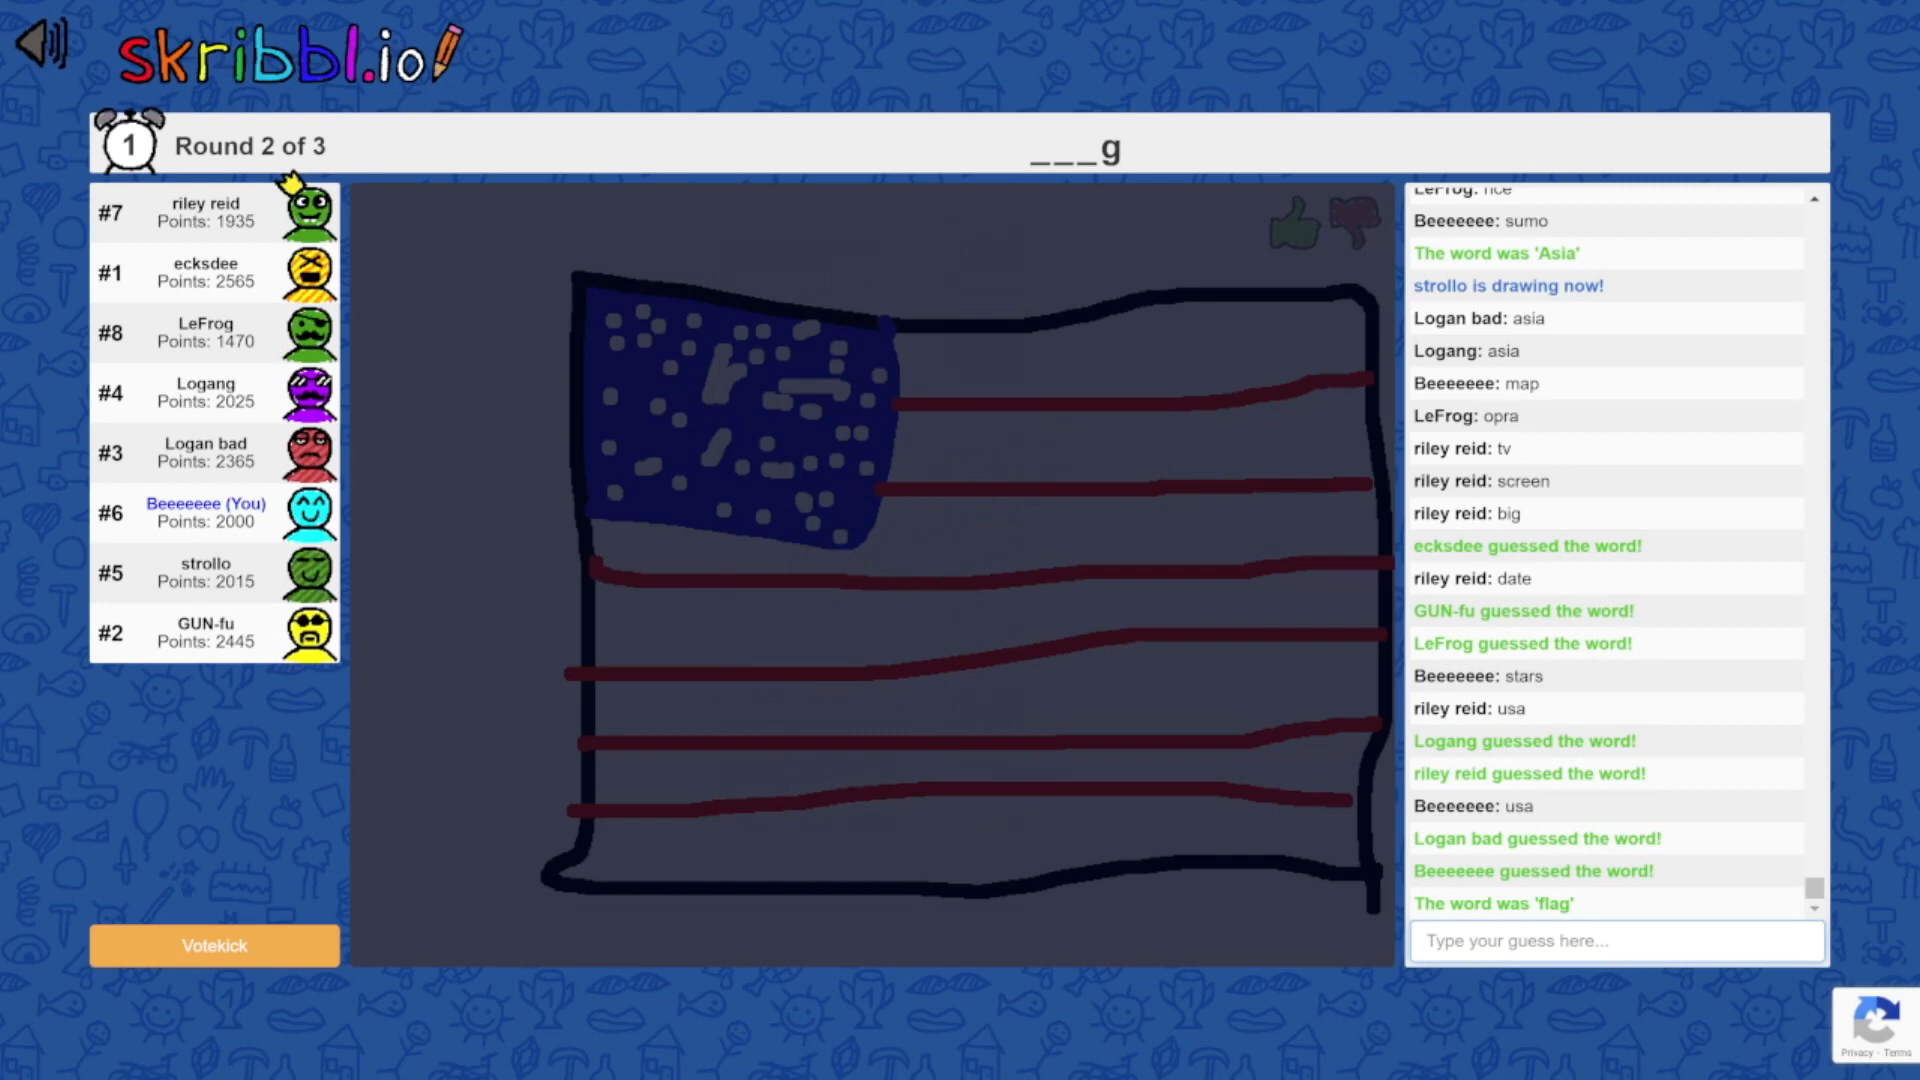 skribbl.io
1 Round 2 of 3
___g
#7 riley reid
Points: 1935
#1 ecksdee
Points: 2565
#8 LeFrog
Points: 1470
#4 Logang
Points: 2025
#3 Logan bad
Points: 2365
#6 Beeeeeee (You)
Points: 2000
#5 strollo
Points: 2015
#2 GUN-fu
Points: 2445
Votekick
LeFrog: rice
Beeeeeee: sumo
The word was 'Asia'
strollo is drawing now!
Logan bad: asia
Logang: asia
Beeeeeee: map
LeFrog: opra
riley reid: tv
riley reid: screen
riley reid: big
ecksdee guessed the word!
riley reid: date
GUN-fu guessed the word!
LeFrog guessed the word!
Beeeeeee: stars
riley reid: usa
Logang guessed the word!
riley reid guessed the word!
Beeeeeee: usa
Logan bad guessed the word!
Beeeeeee guessed the word!
The word was 'flag'
Type your guess here...
Privacy - Terms